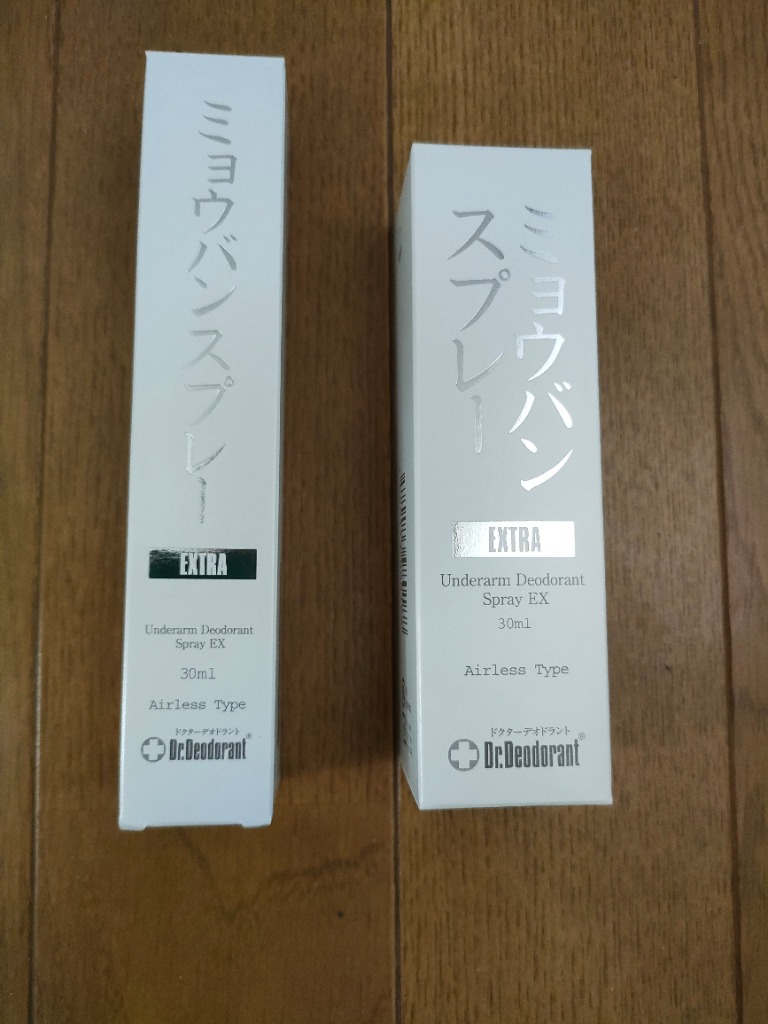 ミョウバンスプレー
EXTRA
Underarm Deodorant
Spray EX
30ml
Airless Type
ドクターデオドラント
Dr.Deodorant®
ミョウバン
スプレー
EXTRA
Underarm Deodorant
Spray EX
30ml
Airless Type
ドクターデオドラント
Dr.Deodorant®